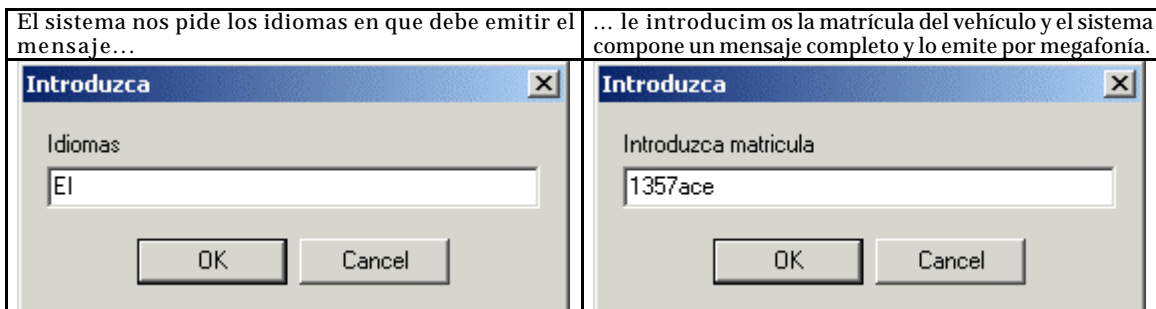 El sistema nos pide los idiomas en que debe emitir el
mensaje...
Introduzca
Idiomas
EI
OK
Cancel
... le introducim os la matrícula del vehículo y el sistema
compone un mensaje completo y lo emite por megafonía.
Introduzca
Introduzca matricula
1357ace
OK
Cancel